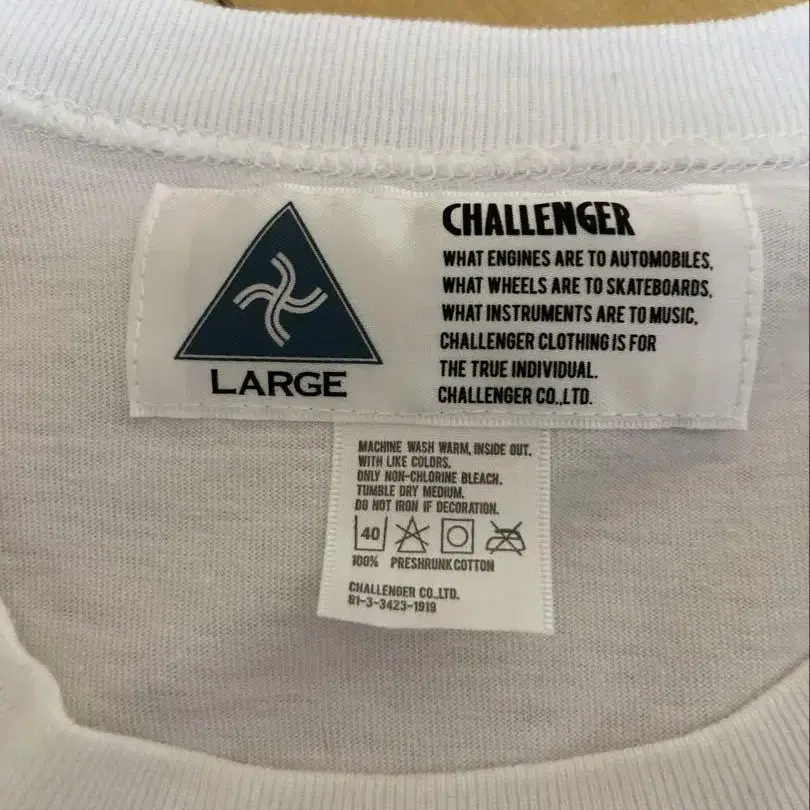 LARGE
CHALLENGER
WHAT ENGINES ARE TO AUTOMOBILES,
WHAT WHEELS ARE TO SKATEBOARDS,
WHAT INSTRUMENTS ARE TO MUSIC,
CHALLENGER CLOTHING IS FOR
THE TRUE INDIVIDUAL.
CHALLENGER CO.,LTD.
MACHINE WASH WARM, INSIDE OUT.
WITH LIKE COLORS.
ONLY NON-CHLORINE BLEACH.
TUMBLE DRY MEDIUM.
DO NOT IRON IF DECORATION.
40
100% PRESHRUNK COTTON
CHALLENGER CO.,LTD.
81-3-3423-1919